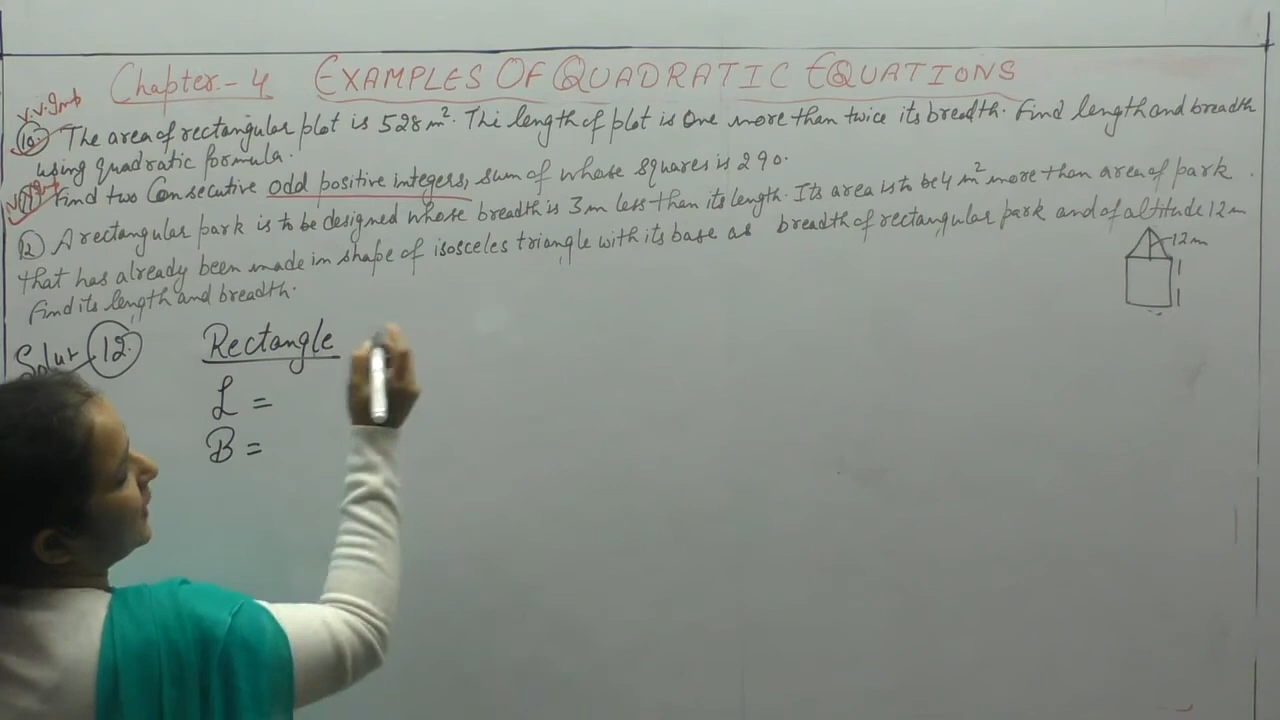 Chapter-4 EXAMPLES OF QUADRATIC EQUATIONS
V.V.Imp
(10) The area of rectangular plot is 528 m². The length of plot is One more than twice its breadth. Find length and breadth
using quadratic formula.
Find two Consecutive odd positive integers, sum of whose squares is 290.
(12) A rectangular park is to be designed whose breadth is 3m less than its length. Its area is to be 4 m² more than area of park
that has already been made in shape of isosceles triangle with its base as breadth of rectangular park and of altitude 12m
12m
Find its length and breadth.
Solu (12.) Rectangle
L =
B =